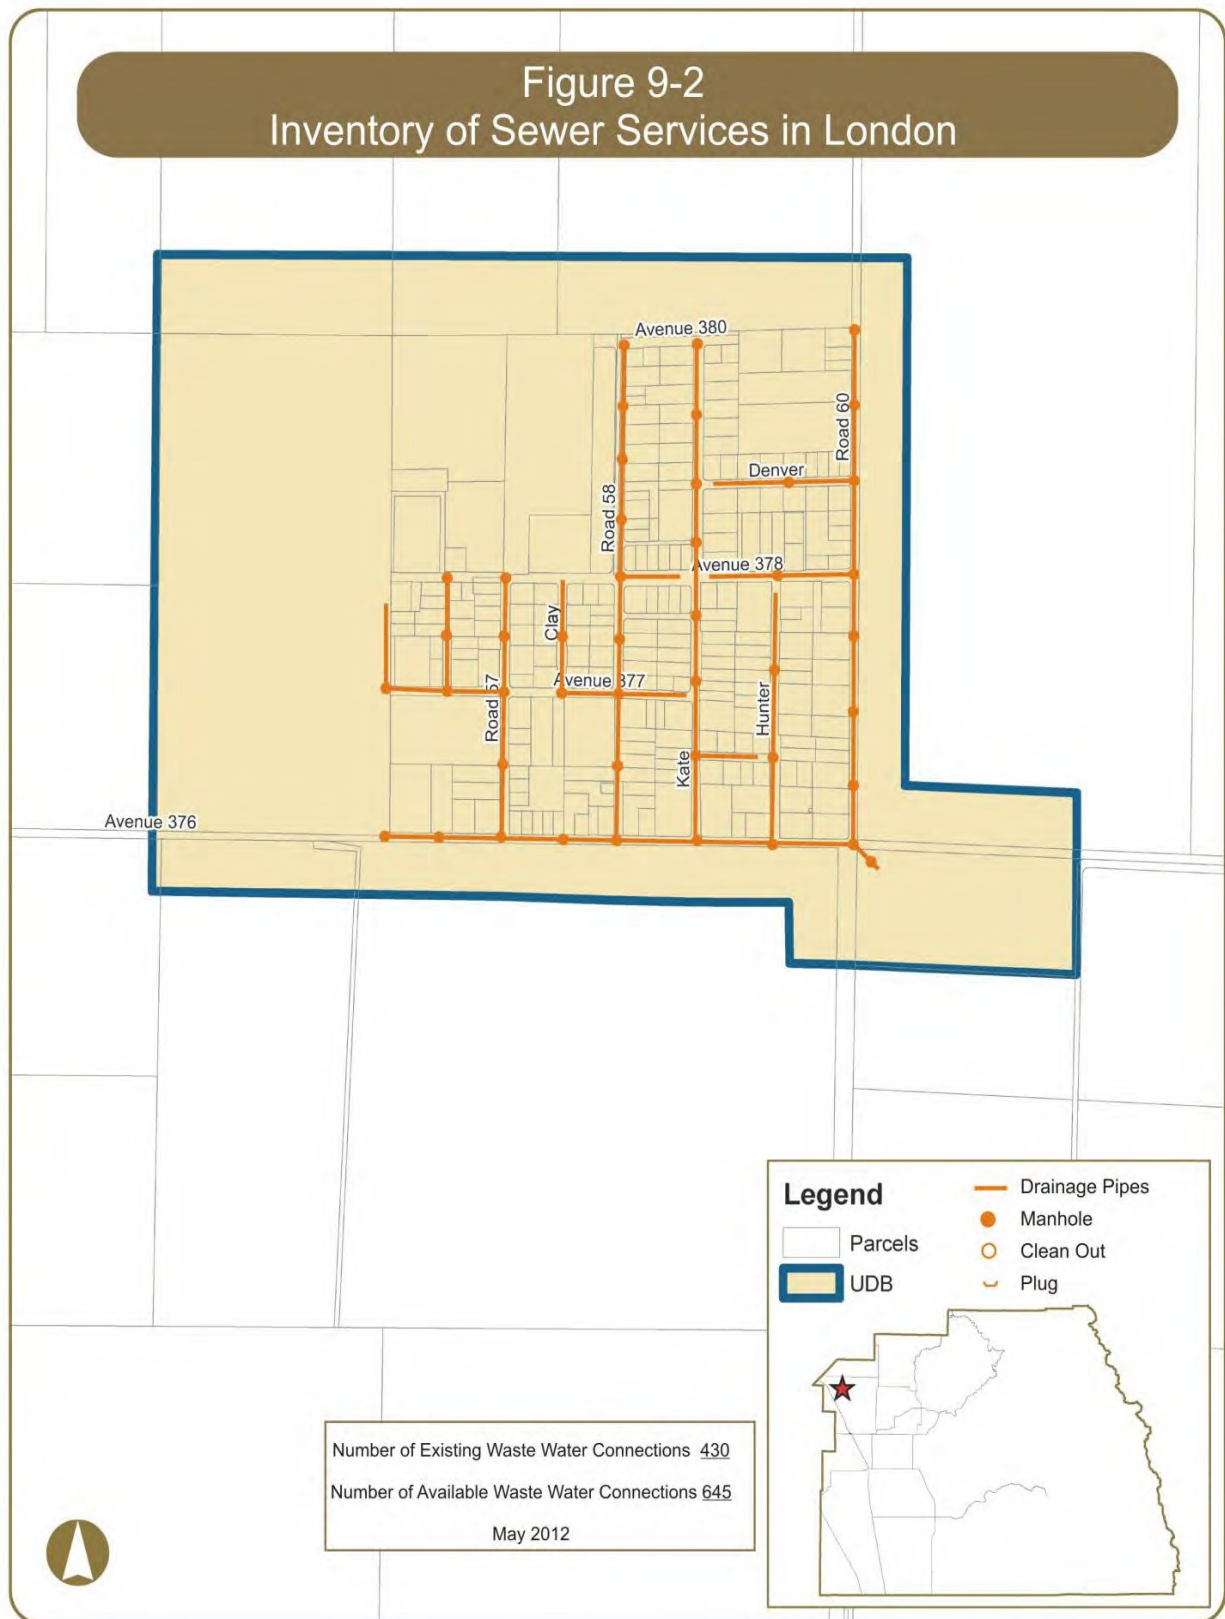 Figure 9-2
Inventory of Sewer Services in London
Avenue 380
Road 60
Denver
Road 58
Avenue 378
Clay
Avenue 377
Road 57
Hunter
Kate
Avenue 376
Legend
Parcels
UDB
Drainage Pipes
Manhole
Clean Out
Plug
Number of Existing Waste Water Connections 430
Number of Available Waste Water Connections 645
May 2012